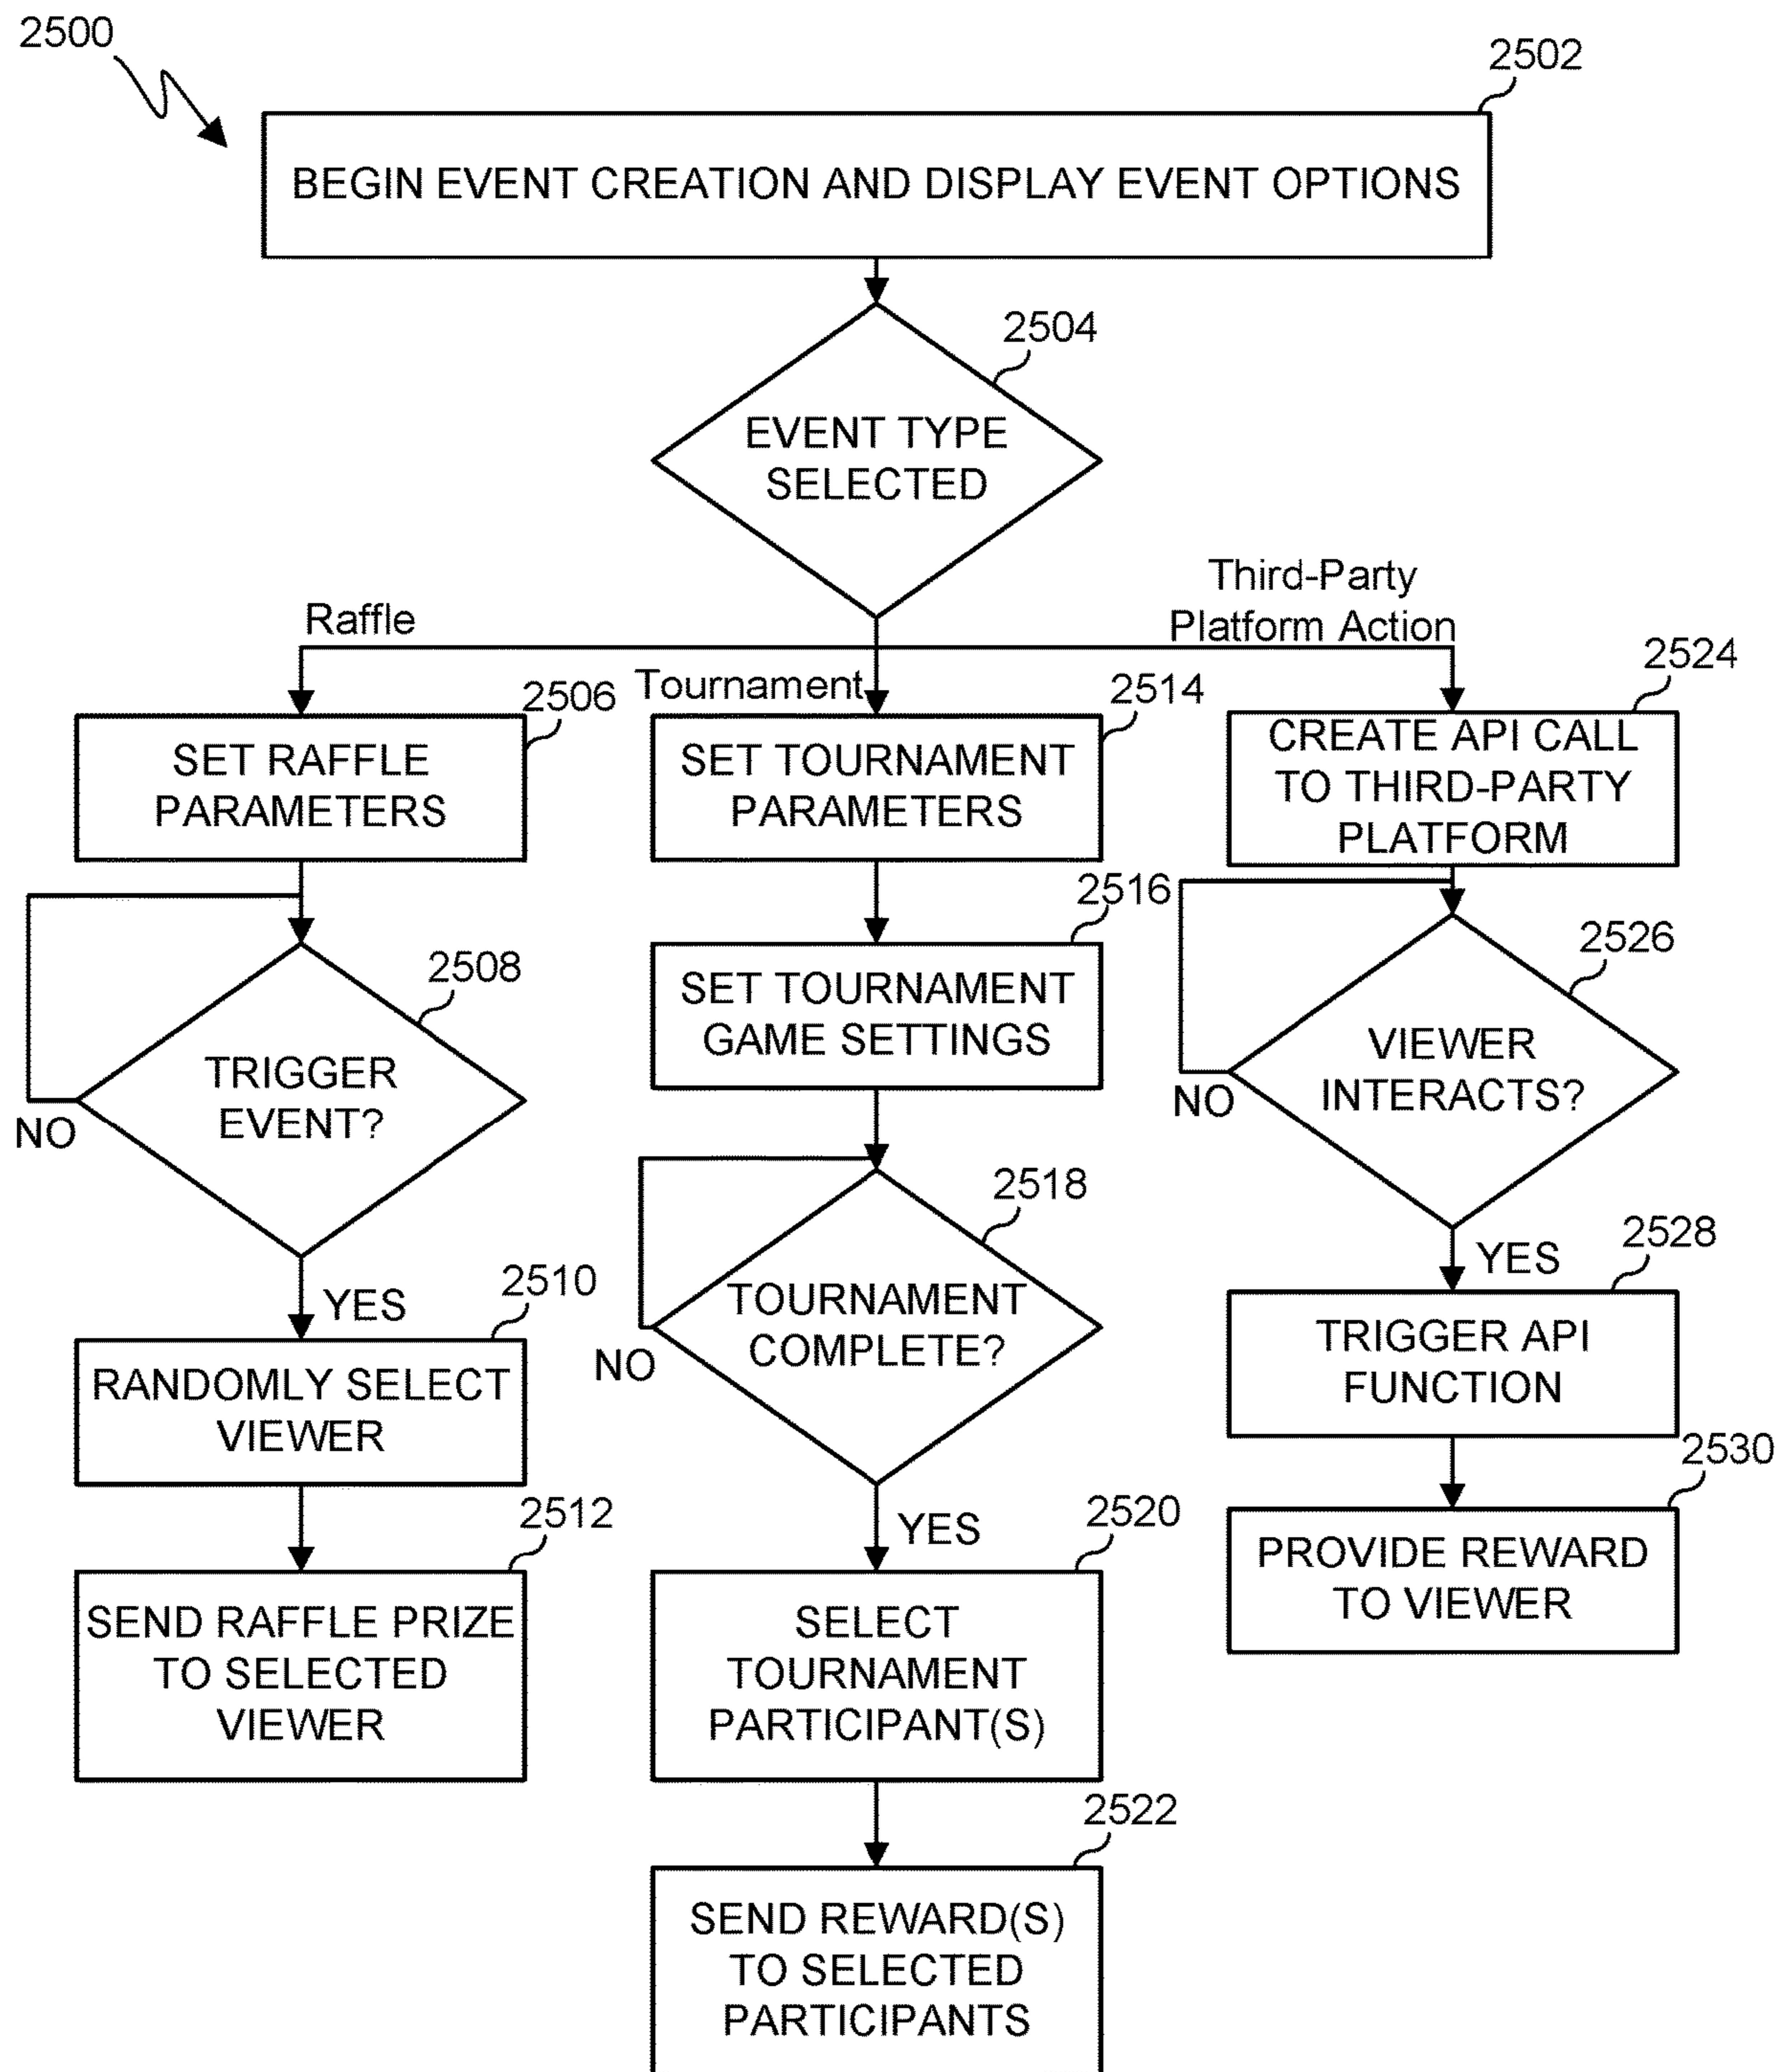 2500
2502
BEGIN EVENT CREATION AND DISPLAY EVENT OPTIONS
2504
EVENT TYPE
SELECTED
Raffle
Tournament
Third-Party
Platform Action
2506
SET RAFFLE
PARAMETERS
2508
TRIGGER
EVENT?
NO
YES
2510
RANDOMLY SELECT
VIEWER
2512
SEND RAFFLE PRIZE
TO SELECTED
VIEWER
2514
SET TOURNAMENT
PARAMETERS
2516
SET TOURNAMENT
GAME SETTINGS
2518
TOURNAMENT
COMPLETE?
NO
YES
2520
SELECT
TOURNAMENT
PARTICIPANT(S)
2522
SEND REWARD(S)
TO SELECTED
PARTICIPANTS
2524
CREATE API CALL
TO THIRD-PARTY
PLATFORM
2526
VIEWER
INTERACTS?
NO
YES
2528
TRIGGER API
FUNCTION
2530
PROVIDE REWARD
TO VIEWER